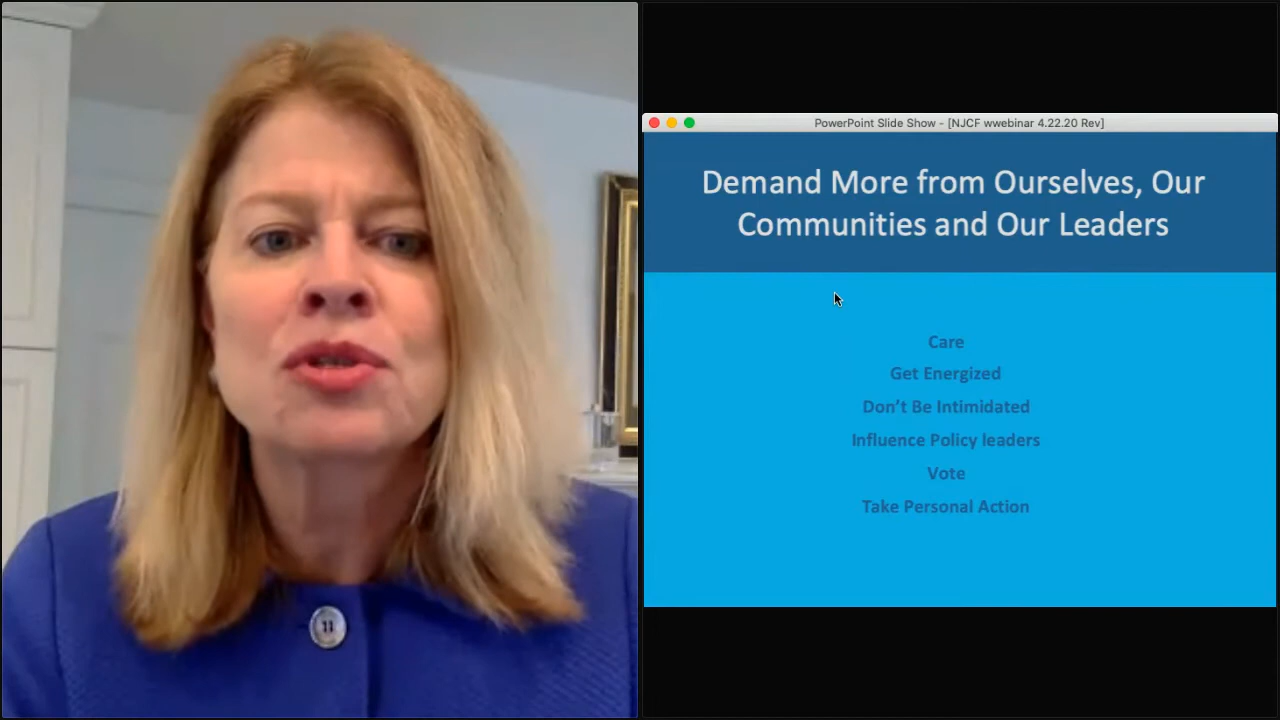 PowerPoint Slide Show - [NJCF wwebinar 4.22.20 Rev]
Demand More from Ourselves, Our
Communities and Our Leaders
Care
Get Energized
Don't Be Intimidated
Influence Policy leaders
Vote
Take Personal Action